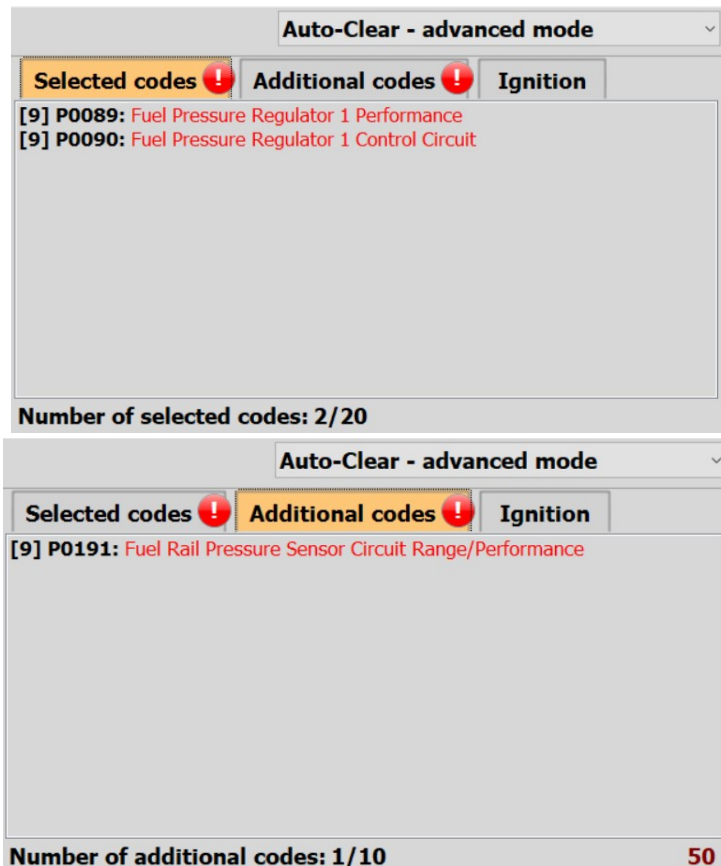 Auto-Clear - advanced mode
Selected codes ! Additional codes ! Ignition
[9] P0089: Fuel Pressure Regulator 1 Performance
[9] P0090: Fuel Pressure Regulator 1 Control Circuit
Number of selected codes: 2/20
Auto-Clear - advanced mode
Selected codes ! Additional codes ! Ignition
[9] P0191: Fuel Rail Pressure Sensor Circuit Range/Performance
Number of additional codes: 1/10 50